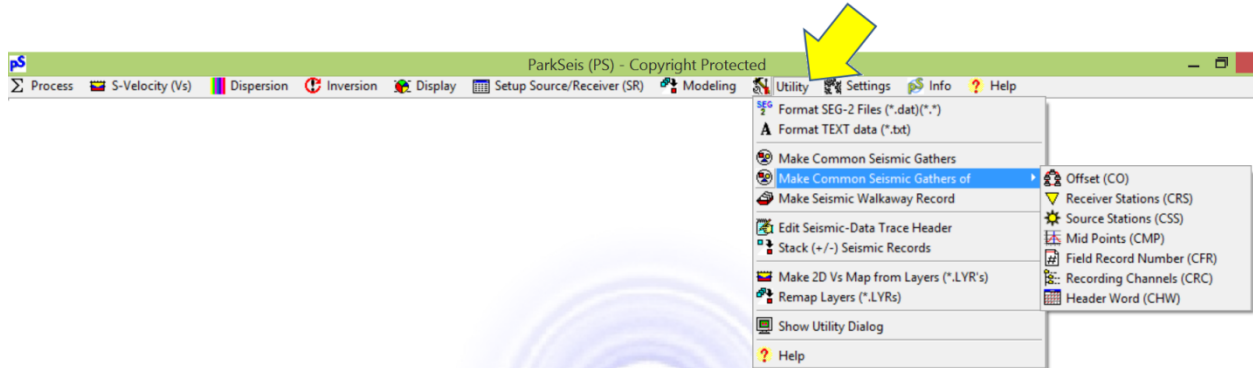 pS
ParkSeis (PS) - Copyright Protected
Process S-Velocity (Vs) Dispersion Inversion Display Setup Source/Receiver (SR) Modeling Utility Settings Info Help
SEG 2 Format SEG-2 Files (*.dat)(*.*)
A Format TEXT data (*.txt)
Make Common Seismic Gathers
Make Common Seismic Gathers of
Make Seismic Walkaway Record
Edit Seismic-Data Trace Header
Stack (+/-) Seismic Records
Make 2D Vs Map from Layers (*.LYR's)
Remap Layers (*.LYRs)
Show Utility Dialog
? Help
Offset (CO)
Receiver Stations (CRS)
Source Stations (CSS)
Mid Points (CMP)
# Field Record Number (CFR)
Recording Channels (CRC)
Header Word (CHW)